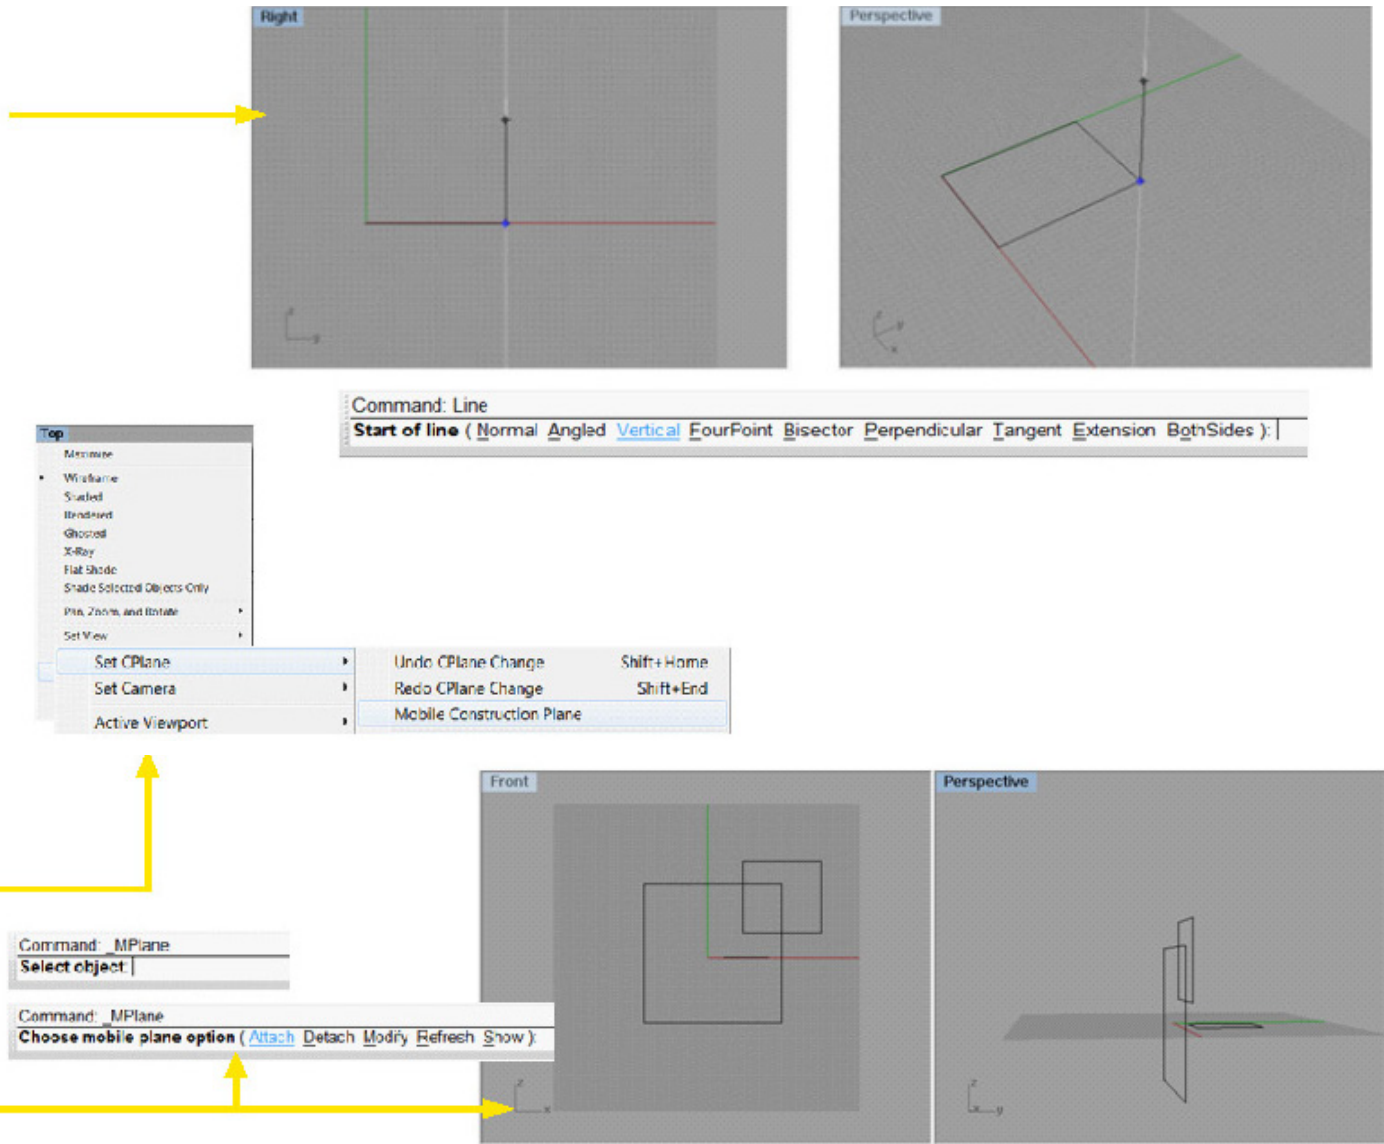 Right
Perspective
z
y
z
y
x
Command: Line
Start of line ( Normal Angled Vertical FourPoint Bisector Perpendicular Tangent Extension BothSides ):
Top
Maximize
Wireframe
Shaded
Rendered
Ghosted
X-Ray
Flat Shade
Shade Selected Objects Only
Pan, Zoom, and Rotate
Set View
Set CPlane
Set Camera
Active Viewport
Undo CPlane Change Shift+Home
Redo CPlane Change Shift+End
Mobile Construction Plane
Front
Perspective
Command: _MPlane
Select object:
Command: _MPlane
Choose mobile plane option ( Attach Detach Modify Refresh Show ):
z
x
z
x y